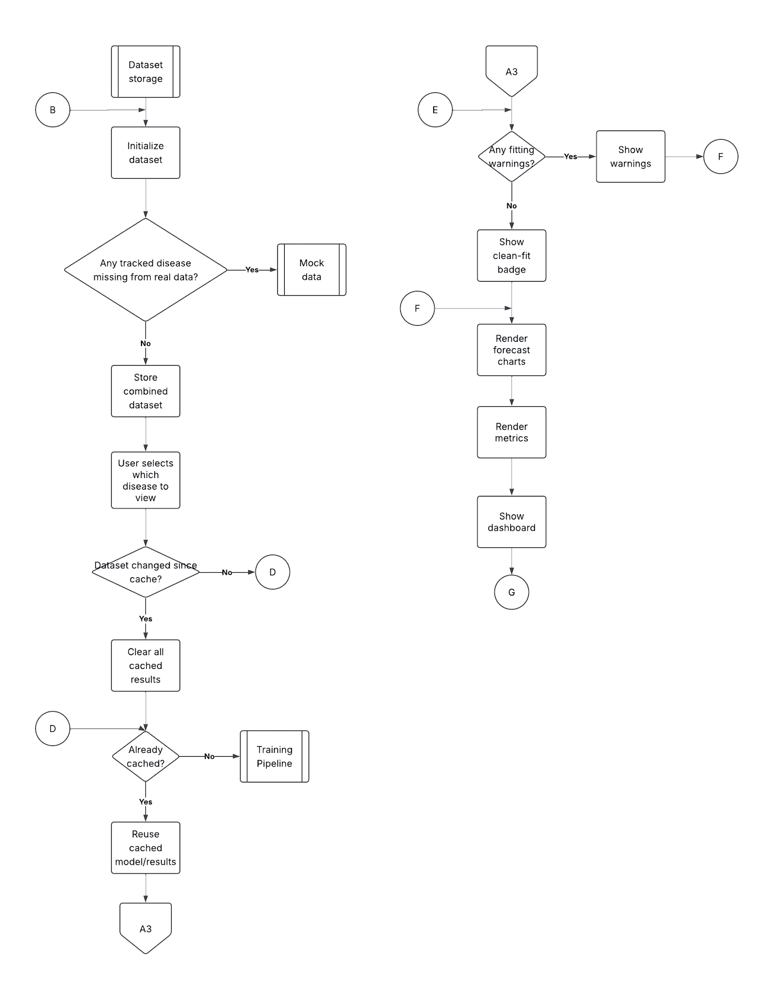 Dataset
storage
B
Initialize
dataset
Any tracked disease
missing from real data?
Yes
Mock
data
No
Store
combined
dataset
User selects
which
disease to
view
Dataset changed since
cache?
No
D
Yes
Clear all
cached
results
D
Already
cached?
No
Training
Pipeline
Yes
Reuse
cached
model/results
A3
A3
E
Any fitting
warnings?
Yes
Show
warnings
F
No
Show
clean-fit
badge
F
Render
forecast
charts
Render
metrics
Show
dashboard
G